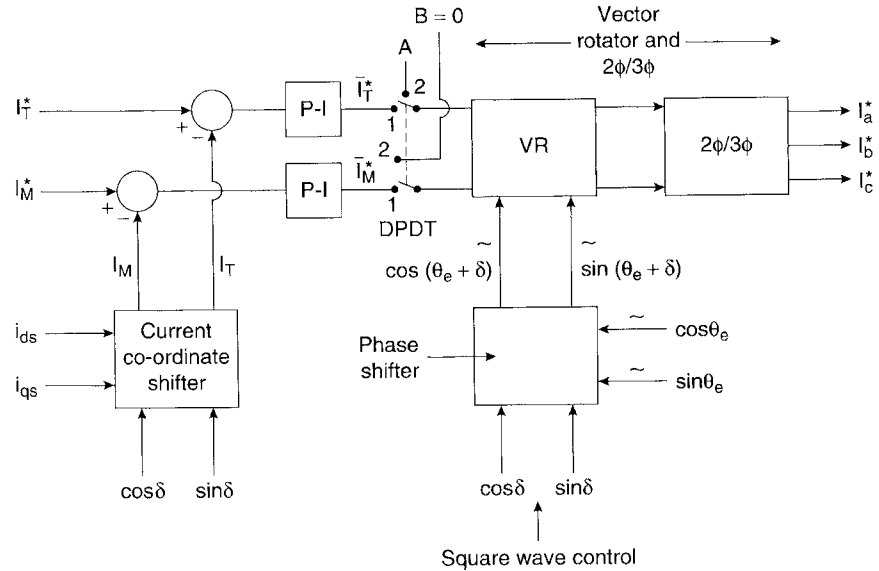 B = 0
Vector
rotator and
2ϕ/3ϕ
A
I*T
+
−
P-I
Ī*T
2
1
VR
2ϕ/3ϕ
I*a
I*b
I*c
2
I*M
+
−
P-I
Ī*M
1
DPDT
IM
IT
~
cos (θe + δ)
~
sin (θe + δ)
ids
iqs
Current
co-ordinate
shifter
Phase
shifter
~
cosθe
~
sinθe
cosδ
sinδ
cosδ
sinδ
Square wave control